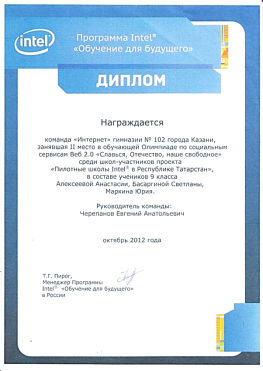 intel
Программа Intel®
«Обучение для будущего»
ДИПЛОМ
Награждается
команда «Интернет» гимназии № 102 города Казани,
занявшая II место в обучающей Олимпиаде по социальным
сервисам Веб 2.0 «Славься, Отечество, наше свободное»
среди школ-участников проекта
«Пилотные школы Intel® в Республике Татарстан»,
в составе учеников 9 класса
Алексеевой Анастасии, Басаргиной Светланы,
Маркина Юрия.
Руководитель команды:
Черепанов Евгений Анатольевич
октябрь 2012 года
Т.Г. Пирог,
Менеджер Программы
Intel® «Обучение для будущего»
в России